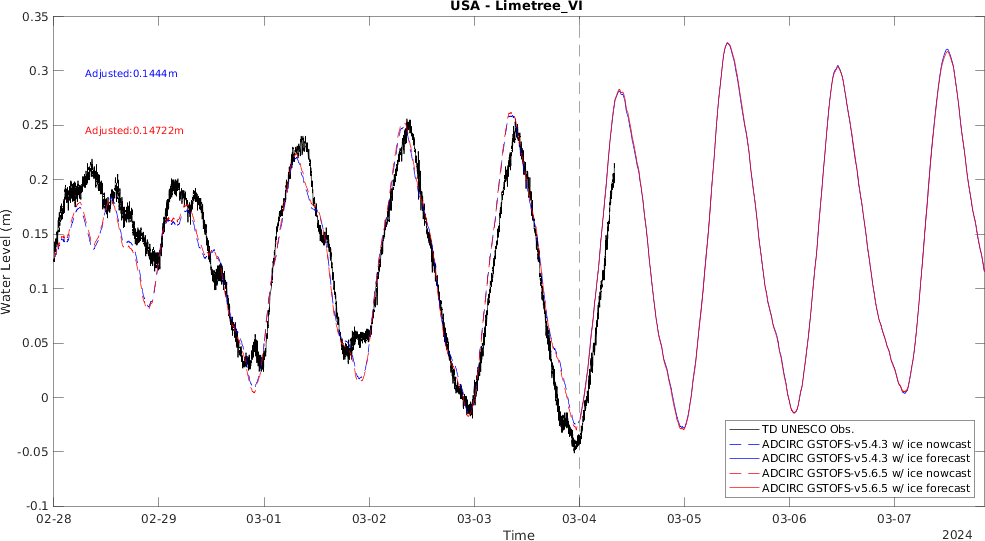 USA - Limetree_VI
0.35
0.3
0.25
0.2
0.15
0.1
0.05
0
-0.05
-0.1
Water Level (m)
Adjusted:0.1444m
Adjusted:0.14722m
TD UNESCO Obs.
ADCIRC GSTOFS-v5.4.3 w/ ice nowcast
ADCIRC GSTOFS-v5.4.3 w/ ice forecast
ADCIRC GSTOFS-v5.6.5 w/ ice nowcast
ADCIRC GSTOFS-v5.6.5 w/ ice forecast
02-28 02-29 03-01 03-02 03-03 03-04 03-05 03-06 03-07
Time
2024